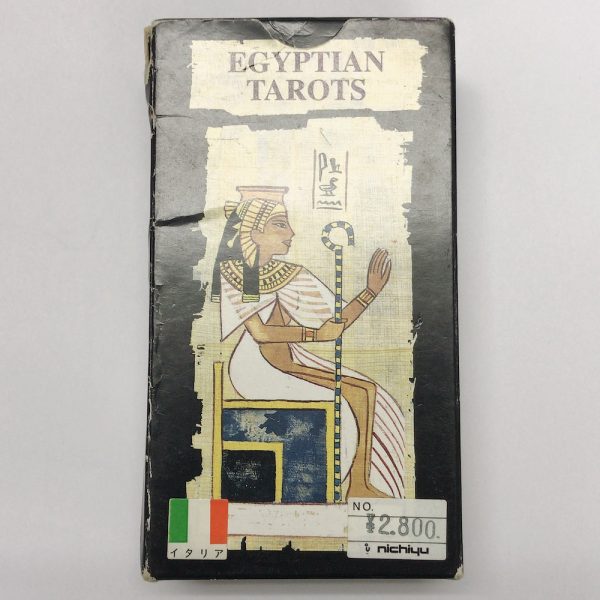 EGYPTIAN
TAROTS
イタリア
NO.
¥2,800.
nichiyu